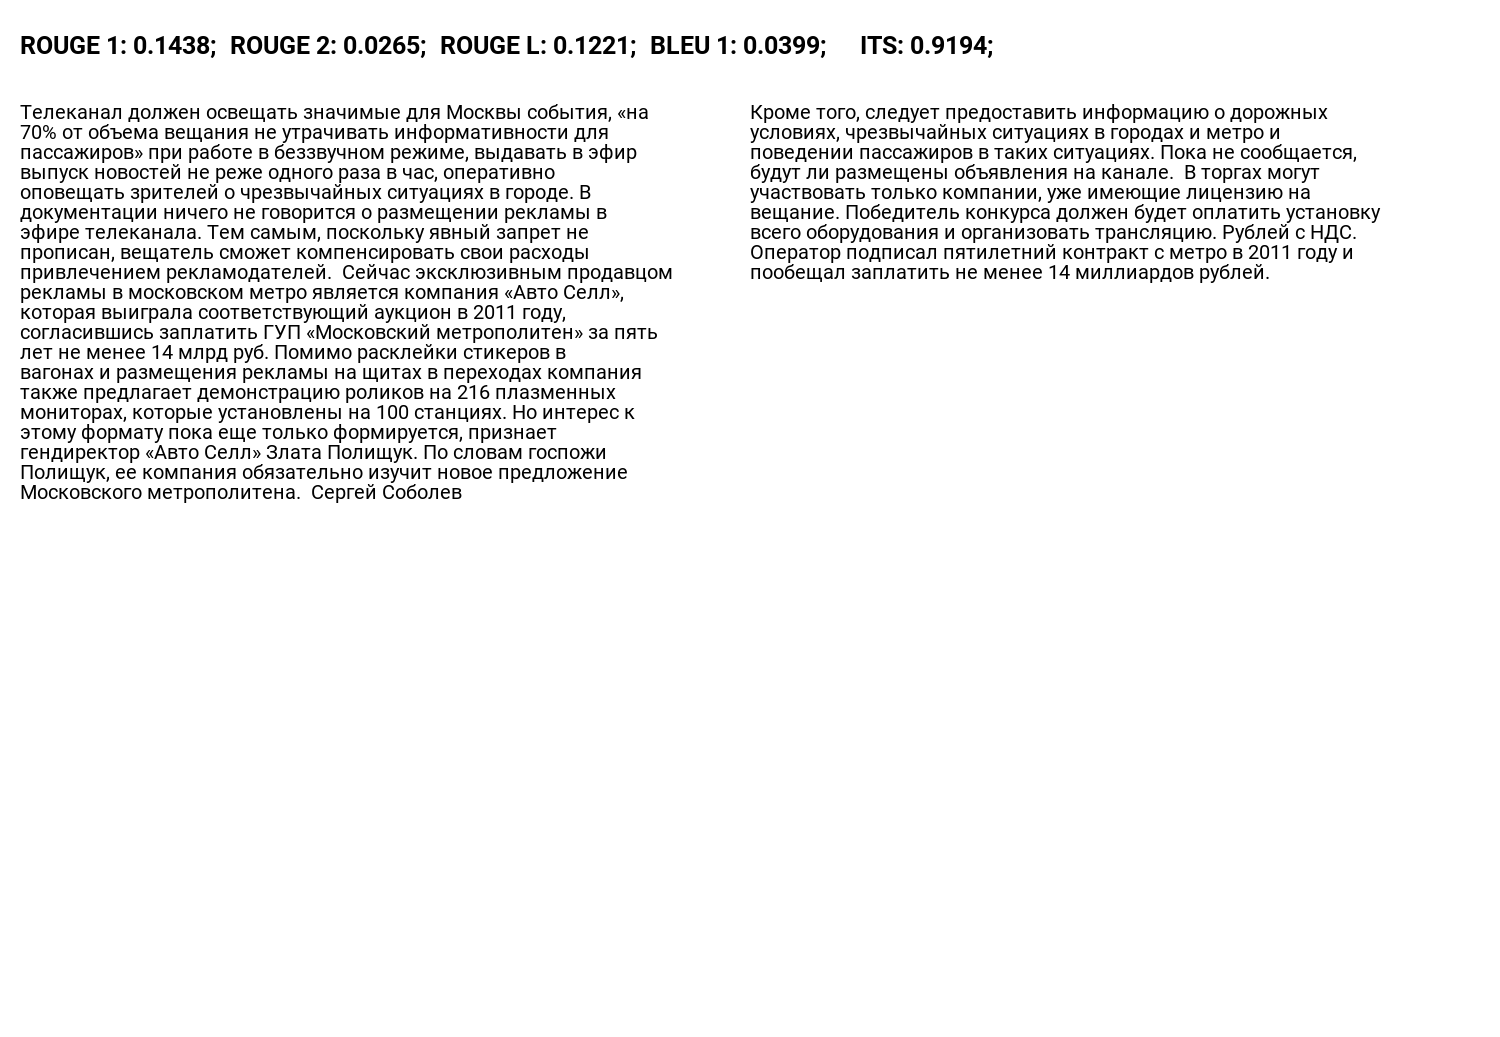 ROUGE 1: 0.1438;  ROUGE 2: 0.0265;  ROUGE L: 0.1221;  BLEU 1: 0.0399;  ITS: 0.9194;
Телеканал должен освещать значимые для Москвы события, «на
70% от объема вещания не утрачивать информативности для
пассажиров» при работе в беззвучном режиме, выдавать в эфир
выпуск новостей не реже одного раза в час, оперативно
оповещать зрителей о чрезвычайных ситуациях в городе. В
документации ничего не говорится о размещении рекламы в
эфире телеканала. Тем самым, поскольку явный запрет не
прописан, вещатель сможет компенсировать свои расходы
привлечением рекламодателей.  Сейчас эксклюзивным продавцом
рекламы в московском метро является компания «Авто Селл»,
которая выиграла соответствующий аукцион в 2011 году,
согласившись заплатить ГУП «Московский метрополитен» за пять
лет не менее 14 млрд руб. Помимо расклейки стикеров в
вагонах и размещения рекламы на щитах в переходах компания
также предлагает демонстрацию роликов на 216 плазменных
мониторах, которые установлены на 100 станциях. Но интерес к
этому формату пока еще только формируется, признает
гендиректор «Авто Селл» Злата Полищук. По словам госпожи
Полищук, ее компания обязательно изучит новое предложение
Московского метрополитена.  Сергей Соболев
Кроме того, следует предоставить информацию о дорожных
условиях, чрезвычайных ситуациях в городах и метро и
поведении пассажиров в таких ситуациях. Пока не сообщается,
будут ли размещены объявления на канале.  В торгах могут
участвовать только компании, уже имеющие лицензию на
вещание. Победитель конкурса должен будет оплатить установку
всего оборудования и организовать трансляцию. Рублей с НДС.
Оператор подписал пятилетний контракт с метро в 2011 году и
пообещал заплатить не менее 14 миллиардов рублей.